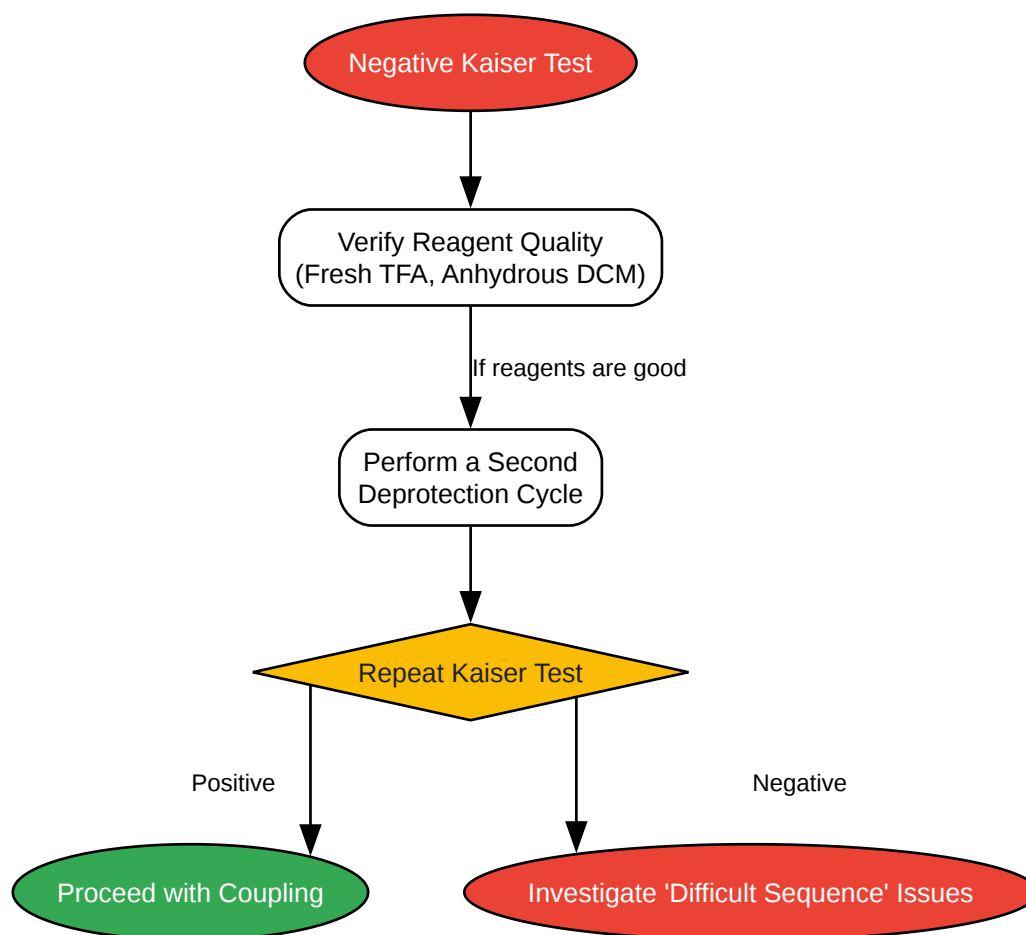 Negative Kaiser Test
Verify Reagent Quality
(Fresh TFA, Anhydrous DCM)
If reagents are good
Perform a Second
Deprotection Cycle
Repeat Kaiser Test
Positive
Negative
Proceed with Coupling
Investigate 'Difficult Sequence' Issues